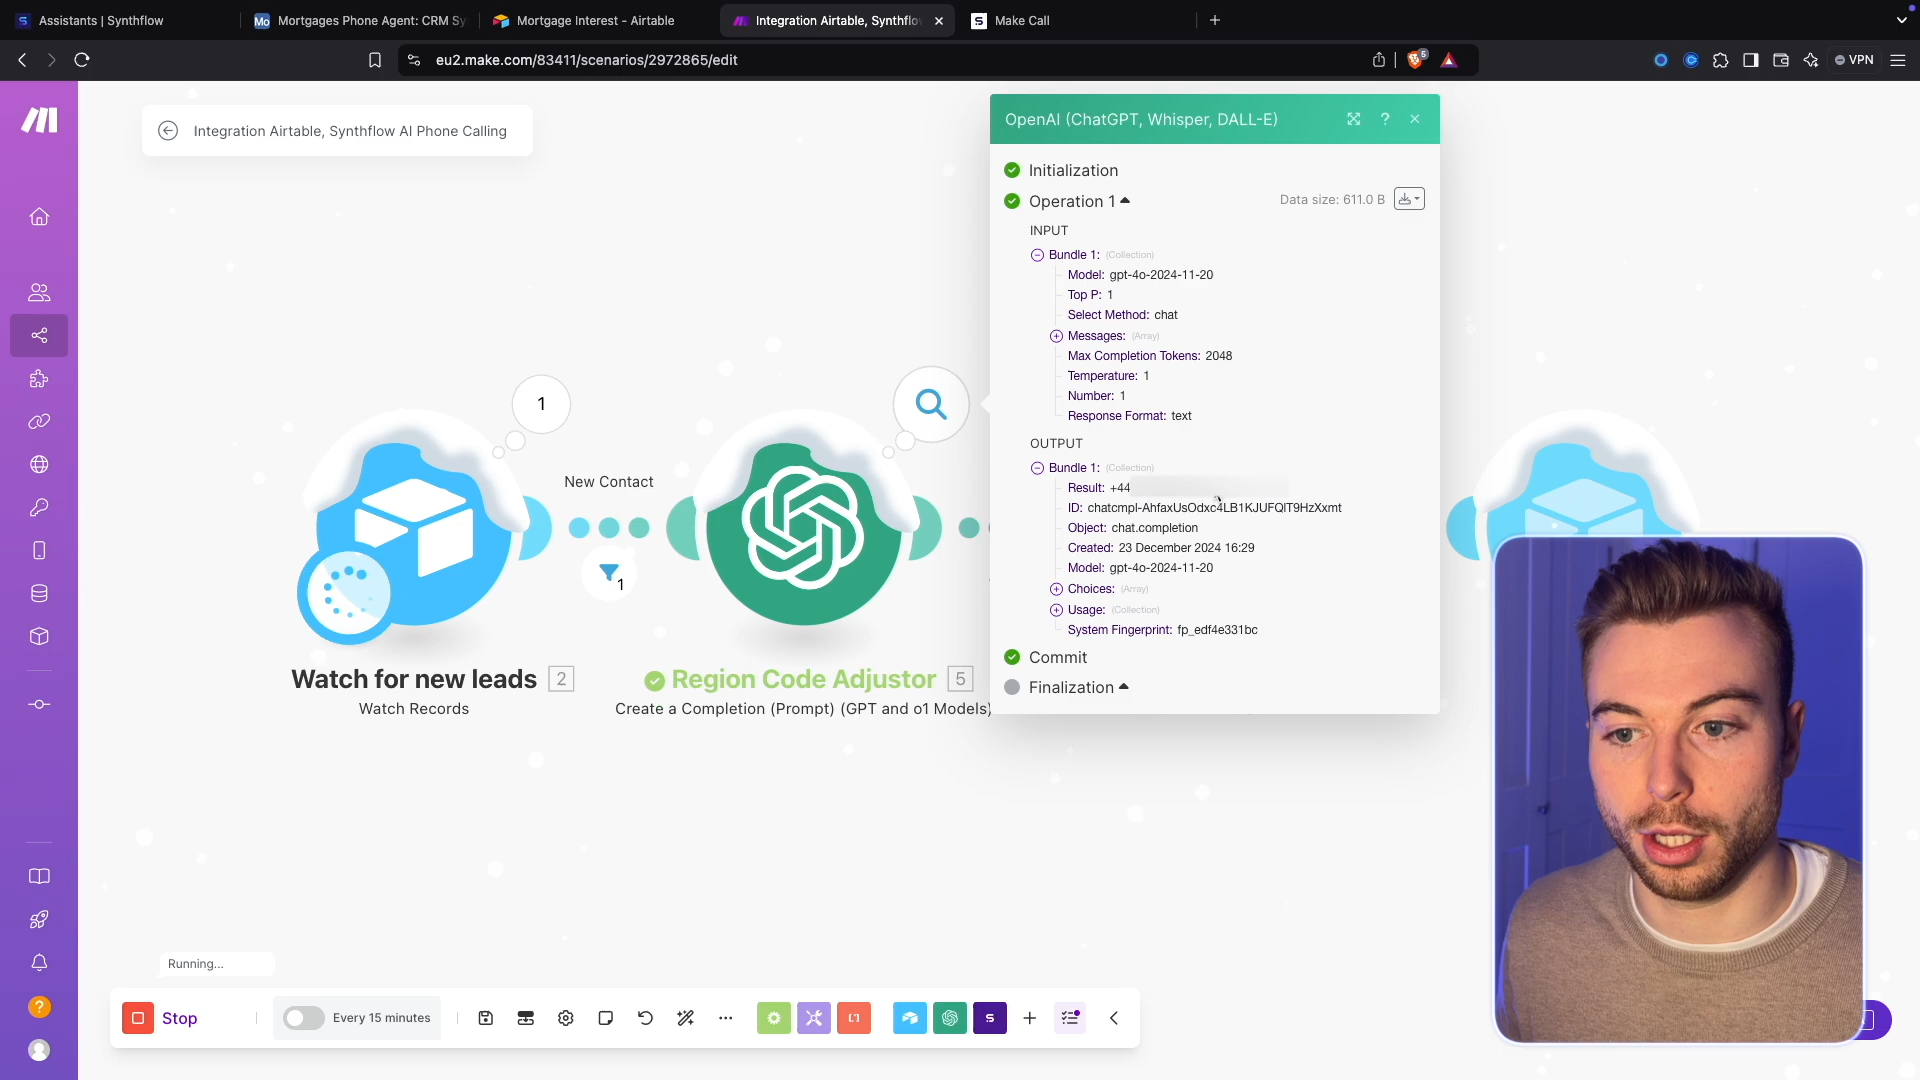 Assistants | Synthflow
Mo Mortgages Phone Agent: CRM Sy
Mortgage Interest - Airtable
Integration Airtable, Synthflo
Make Call
eu2.make.com/83411/scenarios/2972865/edit
5
VPN
Integration Airtable, Synthflow AI Phone Calling
OpenAI (ChatGPT, Whisper, DALL-E)
?
Initialization
Operation 1
Data size: 611.0 B
INPUT
Bundle 1: (Collection)
Model: gpt-4o-2024-11-20
Top P: 1
Select Method: chat
Messages: (Array)
Max Completion Tokens: 2048
Temperature: 1
Number: 1
Response Format: text
OUTPUT
Bundle 1: (Collection)
Result: +44
ID: chatcmpl-AhfaxUsOdxc4LB1KJUFQIT9HzXxmt
Object: chat.completion
Created: 23 December 2024 16:29
Model: gpt-4o-2024-11-20
Choices: (Array)
Usage: (Collection)
System Fingerprint: fp_edf4e331bc
Commit
Finalization
1
New Contact
1
Watch for new leads 2
Watch Records
Region Code Adjustor 5
Create a Completion (Prompt) (GPT and o1 Models)
Running...
Stop
Every 15 minutes
S
?